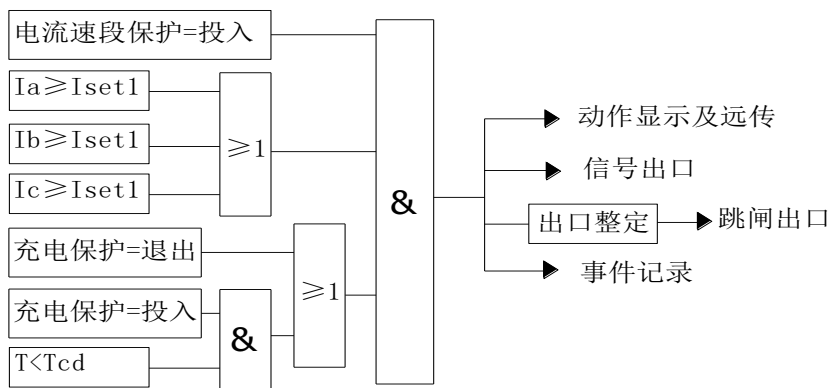 电流速段保护=投入
Ia≥Iset1
Ib≥Iset1
Ic≥Iset1
≥1
充电保护=退出
充电保护=投入
T<Tcd
&
≥1
&
动作显示及远传
信号出口
出口整定
跳闸出口
事件记录